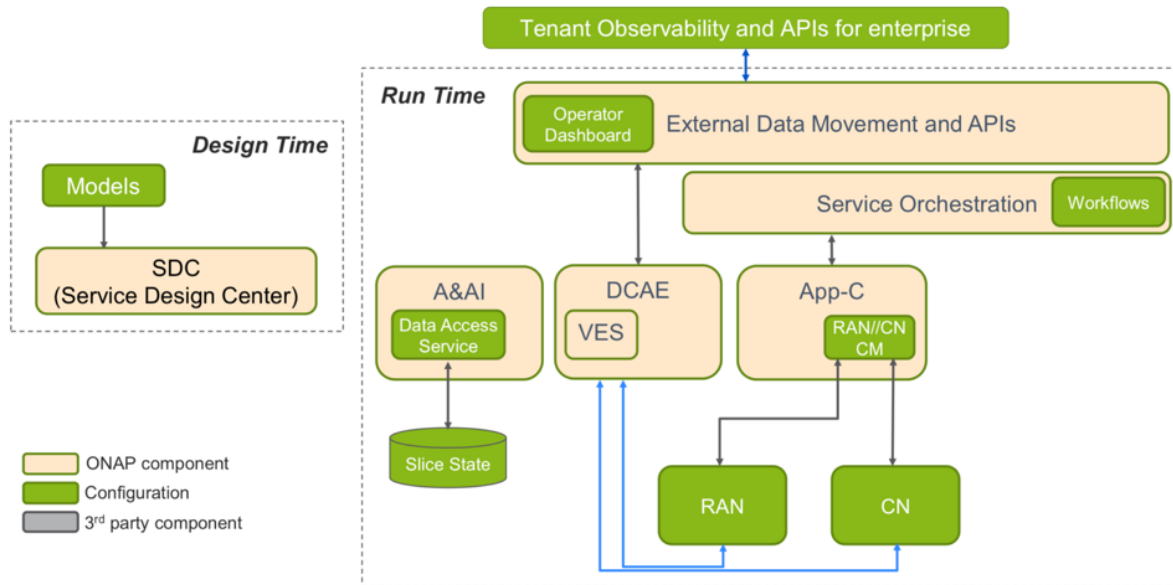 Tenant Observability and APIs for enterprise
Run Time
Operator
Dashboard
External Data Movement and APIs
Design Time
Models
Service Orchestration
Workflows
SDC
(Service Design Center)
A&AI
Data Access
Service
DCAE
VES
App-C
RAN//CN
CM
Slice State
RAN
CN
ONAP component
Configuration
3rd party component